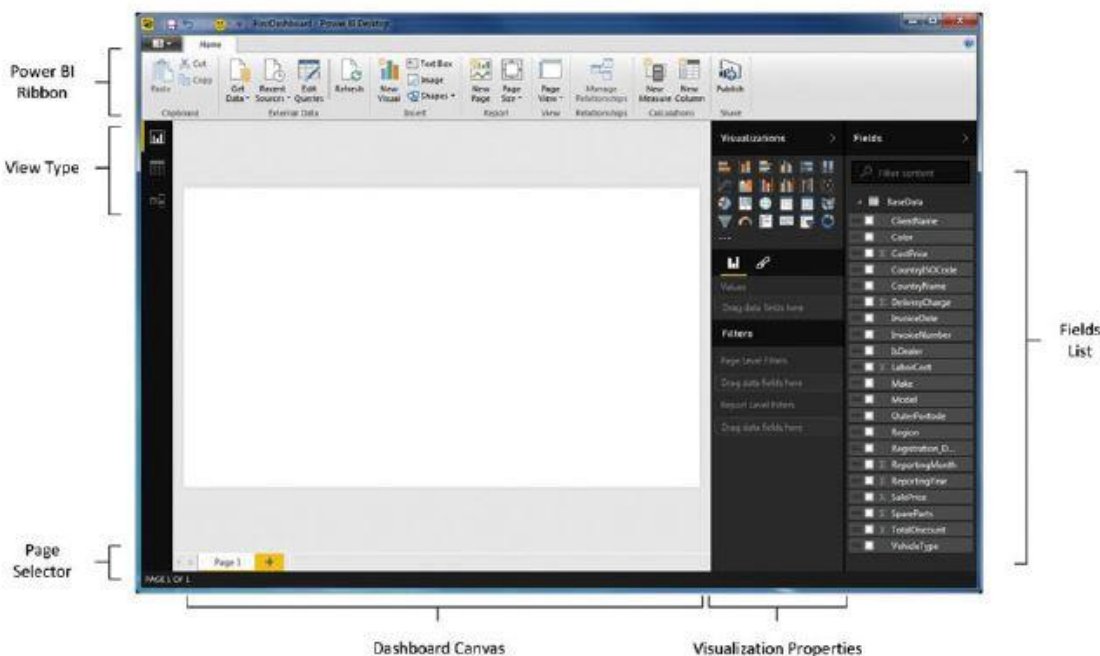 FirstDashboard - Power BI Desktop
Home
Power BI
Ribbon
Cut
Copy
Paste
Clipboard
Get
Data
Recent
Sources
Edit
Queries
Refresh
External Data
New
Visual
Text Box
Image
Shapes
Insert
New
Page
Page
Size
Report
Page
View
View
Manage
Relationships
Relationships
New
Measure
New
Column
Calculations
Publish
Share
View Type
Visualizations
Values
Drag data fields here
Filters
Page Level Filters
Drag data fields here
Report Level Filters
Drag data fields here
Fields
Filter content
BaseData
ClientName
Color
CostPrice
CountryISOCode
CountryName
DeliveryCharge
InvoiceDate
InvoiceNumber
IsDealer
LaborCost
Make
Model
OuterPostode
Region
Registration_D...
ReportingMonth
ReportingYear
SalePrice
SpareParts
TotalDiscount
VehicleType
Fields
List
Page
Selector
Page 1
PAGE 1 OF 1
Dashboard Canvas
Visualization Properties